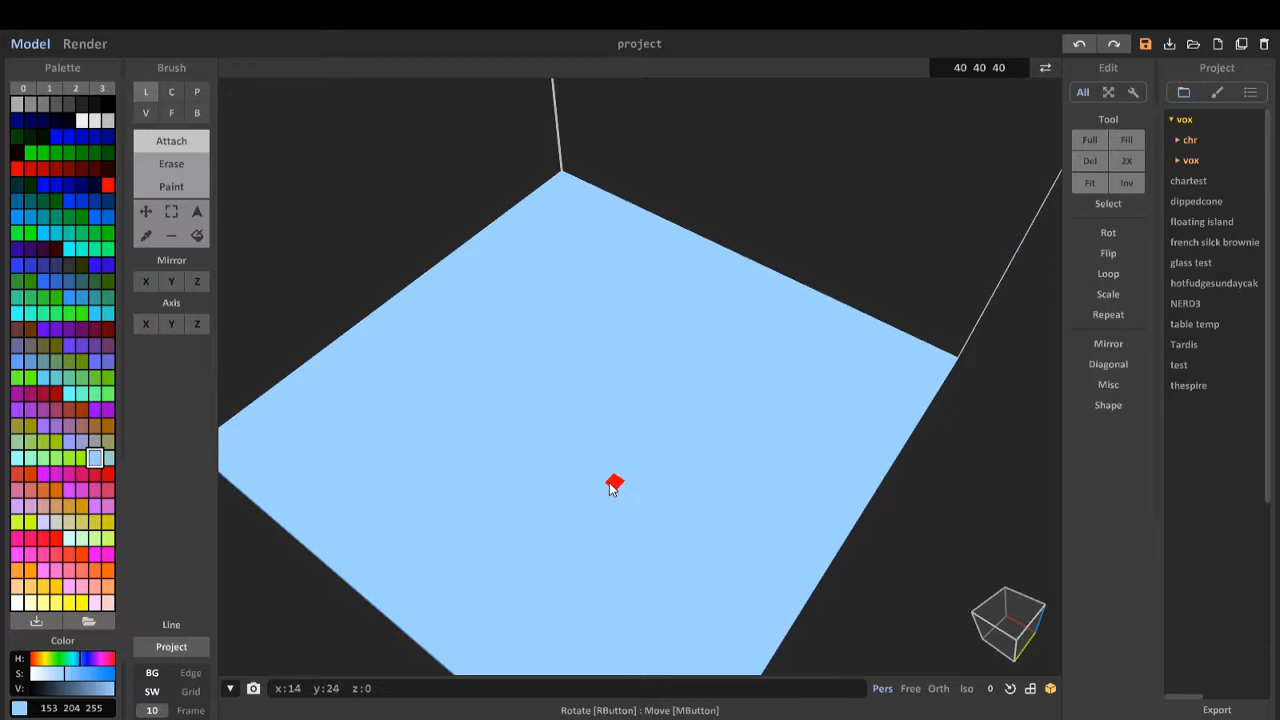 Model Render
project
Palette
Brush
40 40 40
Edit
Project
0 1 2 3
L C P
All
V F B
vox
Attach
Tool
chr
Full Fill
Erase
Del 2X
vox
Paint
Fit Inv
chartest
Select
dippedcone
floating island
Rot
french silk brownie
Flip
Mirror
glass test
Loop
X Y Z
hotfudgesundaycak
Scale
Axis
NERD3
Repeat
X Y Z
table temp
Mirror
Tardis
Diagonal
test
Misc
thespire
Shape
Line
Color
Project
H:
S:
BG Edge
V:
SW Grid
x:14 y:24 z:0
Pers Free Orth Iso 0
153 204 255
10 Frame
Rotate [RButton] : Move [MButton]
Export